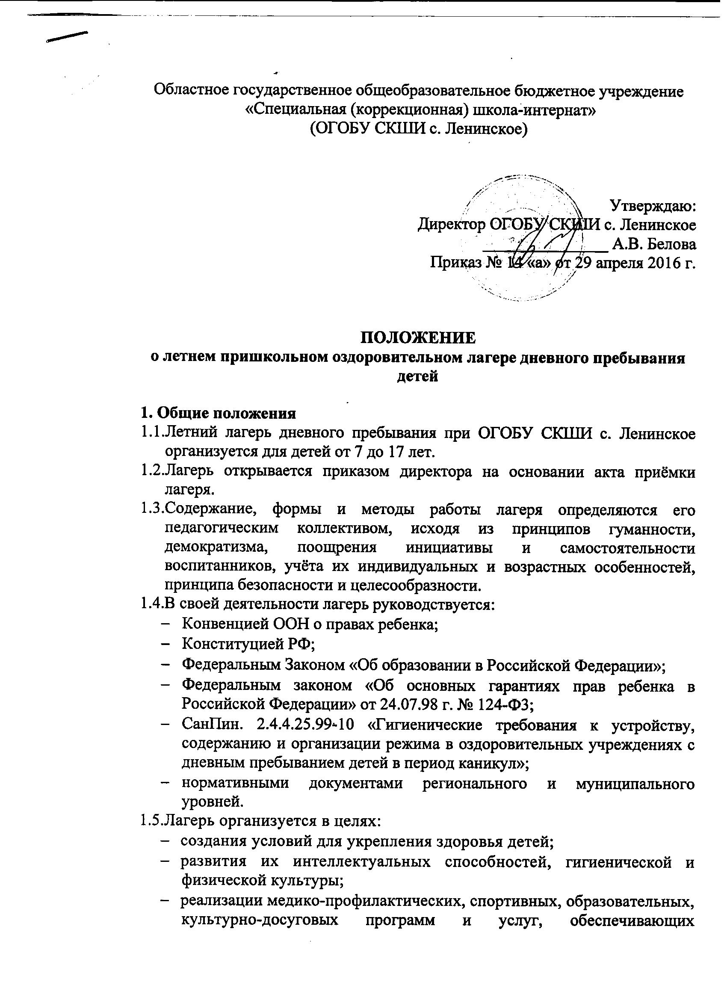 Областное государственное общеобразовательное бюджетное учреждение
«Специальная (коррекционная) школа-интернат»
(ОГОБУ СКШИ с. Ленинское)
Утверждаю:
Директор ОГОБУ СКШИ с. Ленинское
А.В. Белова
Приказ № 14 «а» от 29 апреля 2016 г.
ПОЛОЖЕНИЕ
о летнем пришкольном оздоровительном лагере дневного пребывания
детей
1. Общие положения
1.1.Летний лагерь дневного пребывания при ОГОБУ СКШИ с. Ленинское
организуется для детей от 7 до 17 лет.
1.2.Лагерь открывается приказом директора на основании акта приёмки
лагеря.
1.3.Содержание, формы и методы работы лагеря определяются его
педагогическим коллективом, исходя из принципов гуманности,
демократизма, поощрения инициативы и самостоятельности
воспитанников, учёта их индивидуальных и возрастных особенностей,
принципа безопасности и целесообразности.
1.4.В своей деятельности лагерь руководствуется:
– Конвенцией ООН о правах ребенка;
– Конституцией РФ;
– Федеральным Законом «Об образовании в Российской Федерации»;
– Федеральным законом «Об основных гарантиях прав ребенка в
Российской Федерации» от 24.07.98 г. № 124-ФЗ;
– СанПин. 2.4.4.25.99-10 «Гигиенические требования к устройству,
содержанию и организации режима в оздоровительных учреждениях с
дневным пребыванием детей в период каникул»;
– нормативными документами регионального и муниципального
уровней.
1.5.Лагерь организуется в целях:
– создания условий для укрепления здоровья детей;
– развития их интеллектуальных способностей, гигиенической и
физической культуры;
– реализации медико-профилактических, спортивных, образовательных,
культурно-досуговых программ и услуг, обеспечивающих